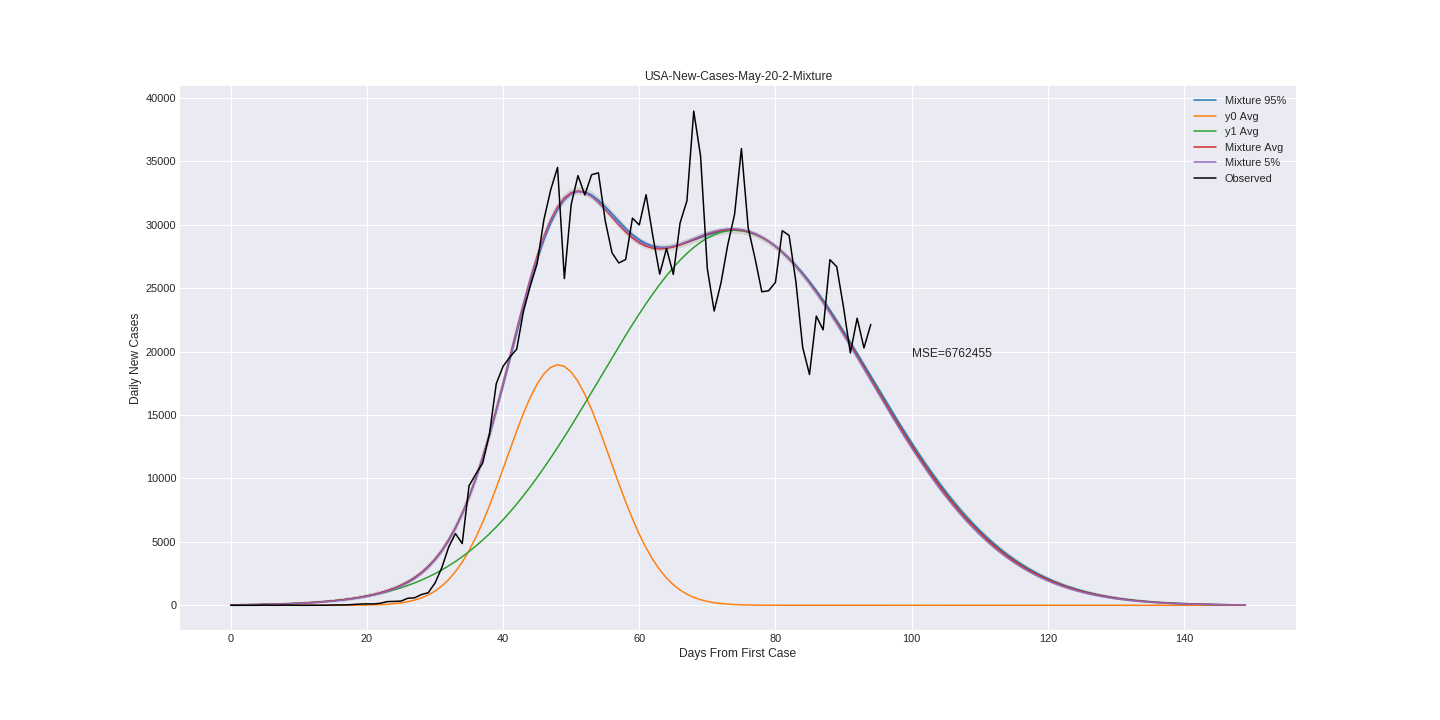 USA-New-Cases-May-20-2-Mixture
40000
35000
30000
25000
20000
15000
10000
5000
0
Daily New Cases
Mixture 95%
y0 Avg
y1 Avg
Mixture Avg
Mixture 5%
Observed
MSE=6762455
0 20 40 60 80 100 120 140
Days From First Case